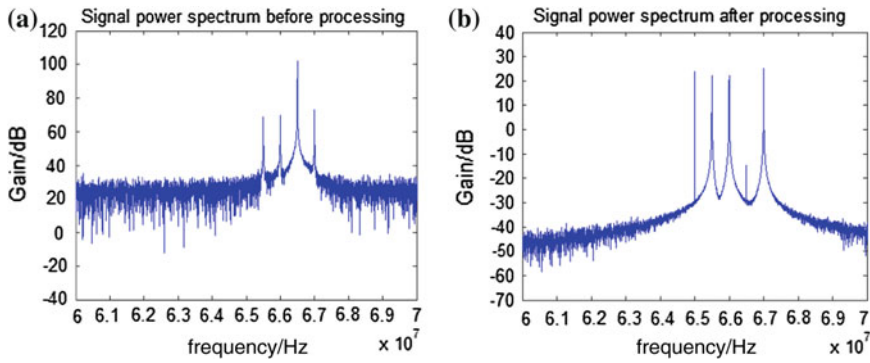 (a) Signal power spectrum before processing
120
100
80
60
40
20
0
-20
-40
Gain/dB
6 6.1 6.2 6.3 6.4 6.5 6.6 6.7 6.8 6.9 7
frequency/Hz x 10^7
(b) Signal power spectrum after processing
40
30
20
10
0
-10
-20
-30
-40
-50
-60
-70
Gain/dB
6 6.1 6.2 6.3 6.4 6.5 6.6 6.7 6.8 6.9 7
frequency/Hz x 10^7